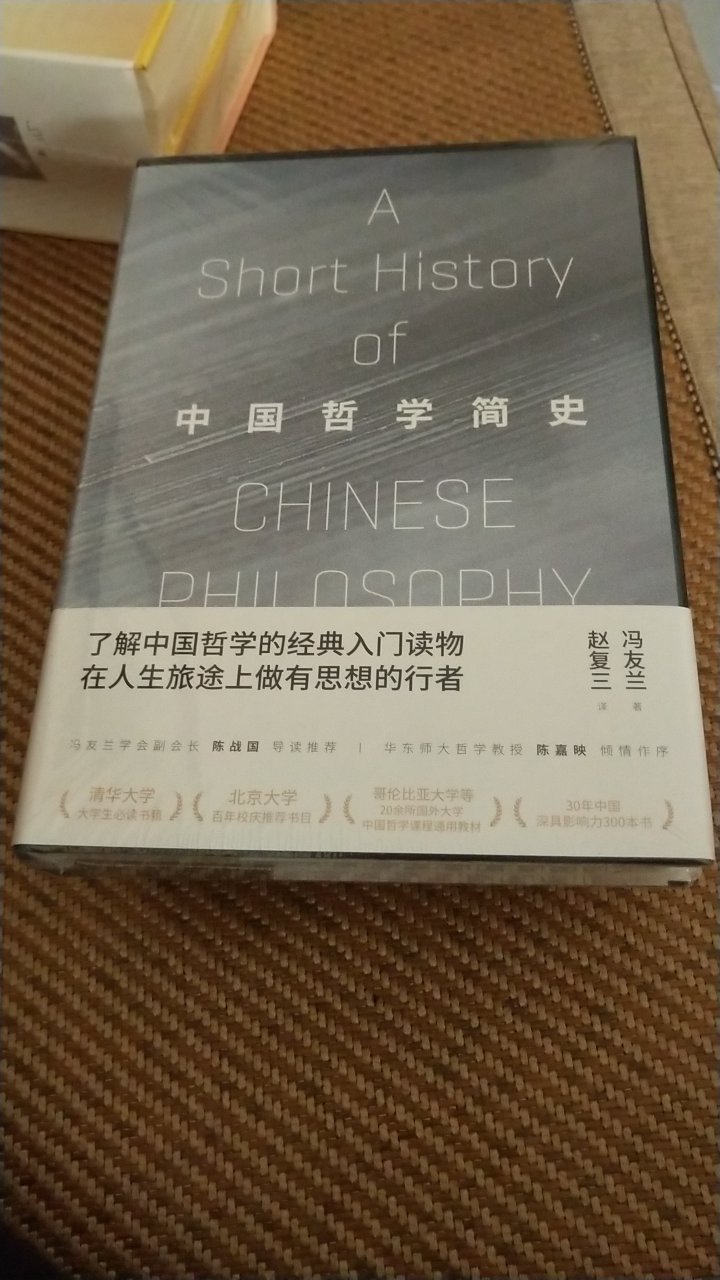 A
Short History
of
中国哲学简史
CHINESE
PHILOSOPHY
了解中国哲学的经典入门读物
在人生旅途上做有思想的行者
冯友兰 著
赵复三 译
冯友兰学会副会长 陈战国 导读推荐 | 华东师大哲学教授 陈嘉映 倾情作序
清华大学
大学生必读书籍
北京大学
百年校庆推荐书目
哥伦比亚大学等
20余所国外大学
中国哲学课程通用教材
30年中国
深具影响力300本书